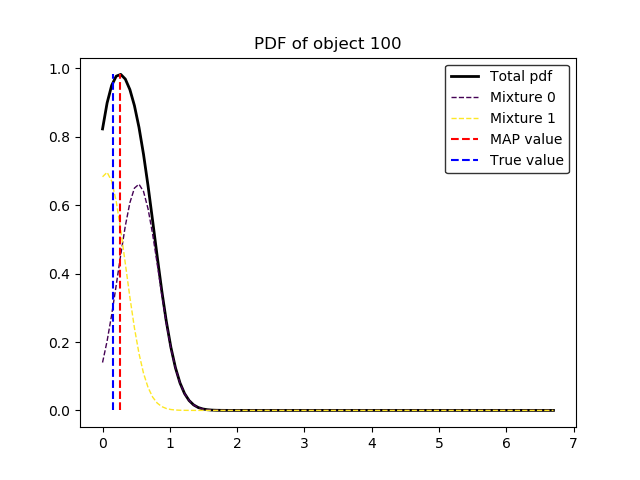 PDF of object 100
1.0
0.8
0.6
0.4
0.2
0.0
Total pdf
Mixture 0
Mixture 1
MAP value
True value
0 1 2 3 4 5 6 7